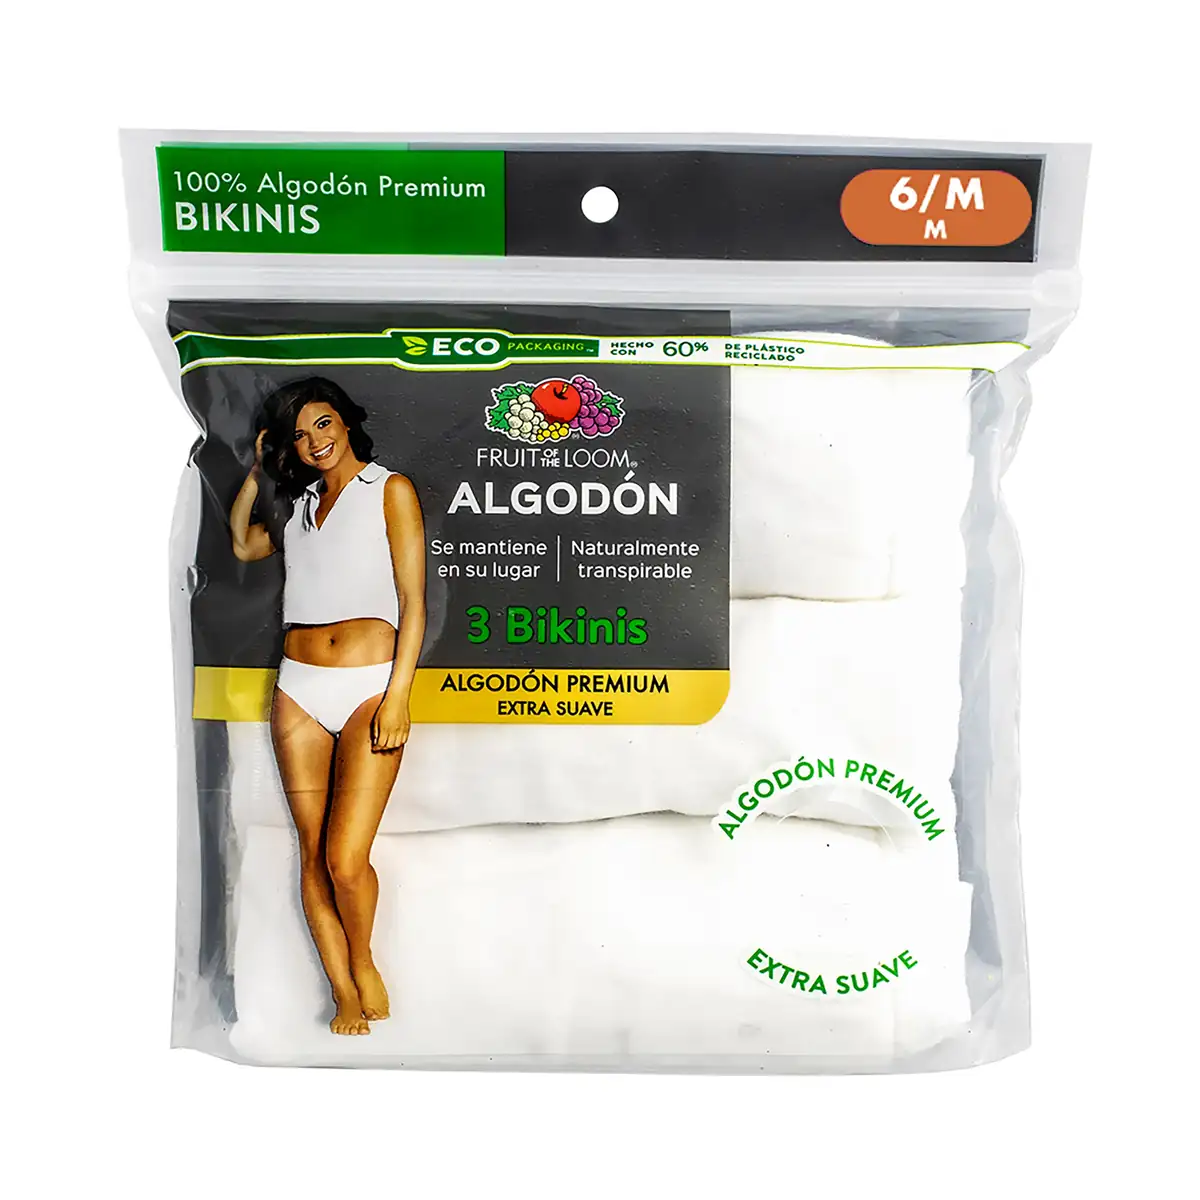 100% Algodón Premium
BIKINIS
6/M
M
ECO PACKAGING™ HECHO CON 60% DE PLÁSTICO RECICLADO
FRUIT OF THE LOOM®
ALGODÓN
Se mantiene en su lugar
Naturalmente transpirable
3 Bikinis
ALGODÓN PREMIUM
EXTRA SUAVE
ALGODÓN PREMIUM
EXTRA SUAVE